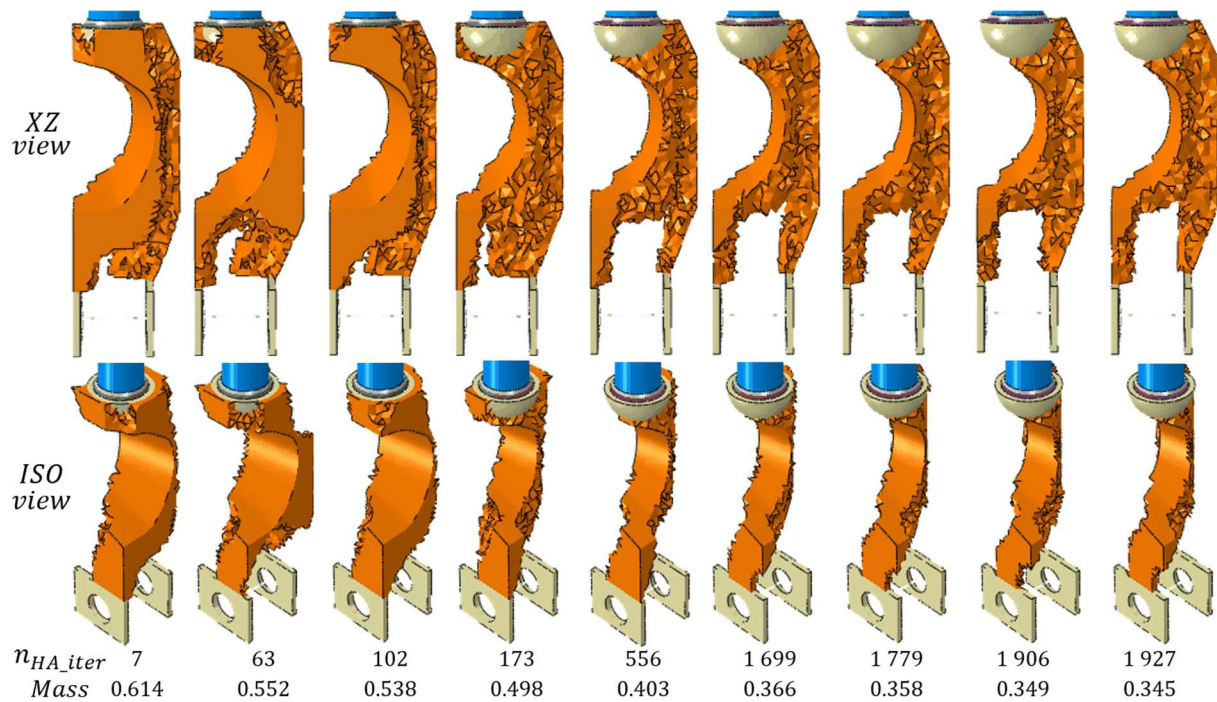 XZ
view
ISO
view
n_HA_iter 7 63 102 173 556 1 699 1 779 1 906 1 927
Mass 0.614 0.552 0.538 0.498 0.403 0.366 0.358 0.349 0.345